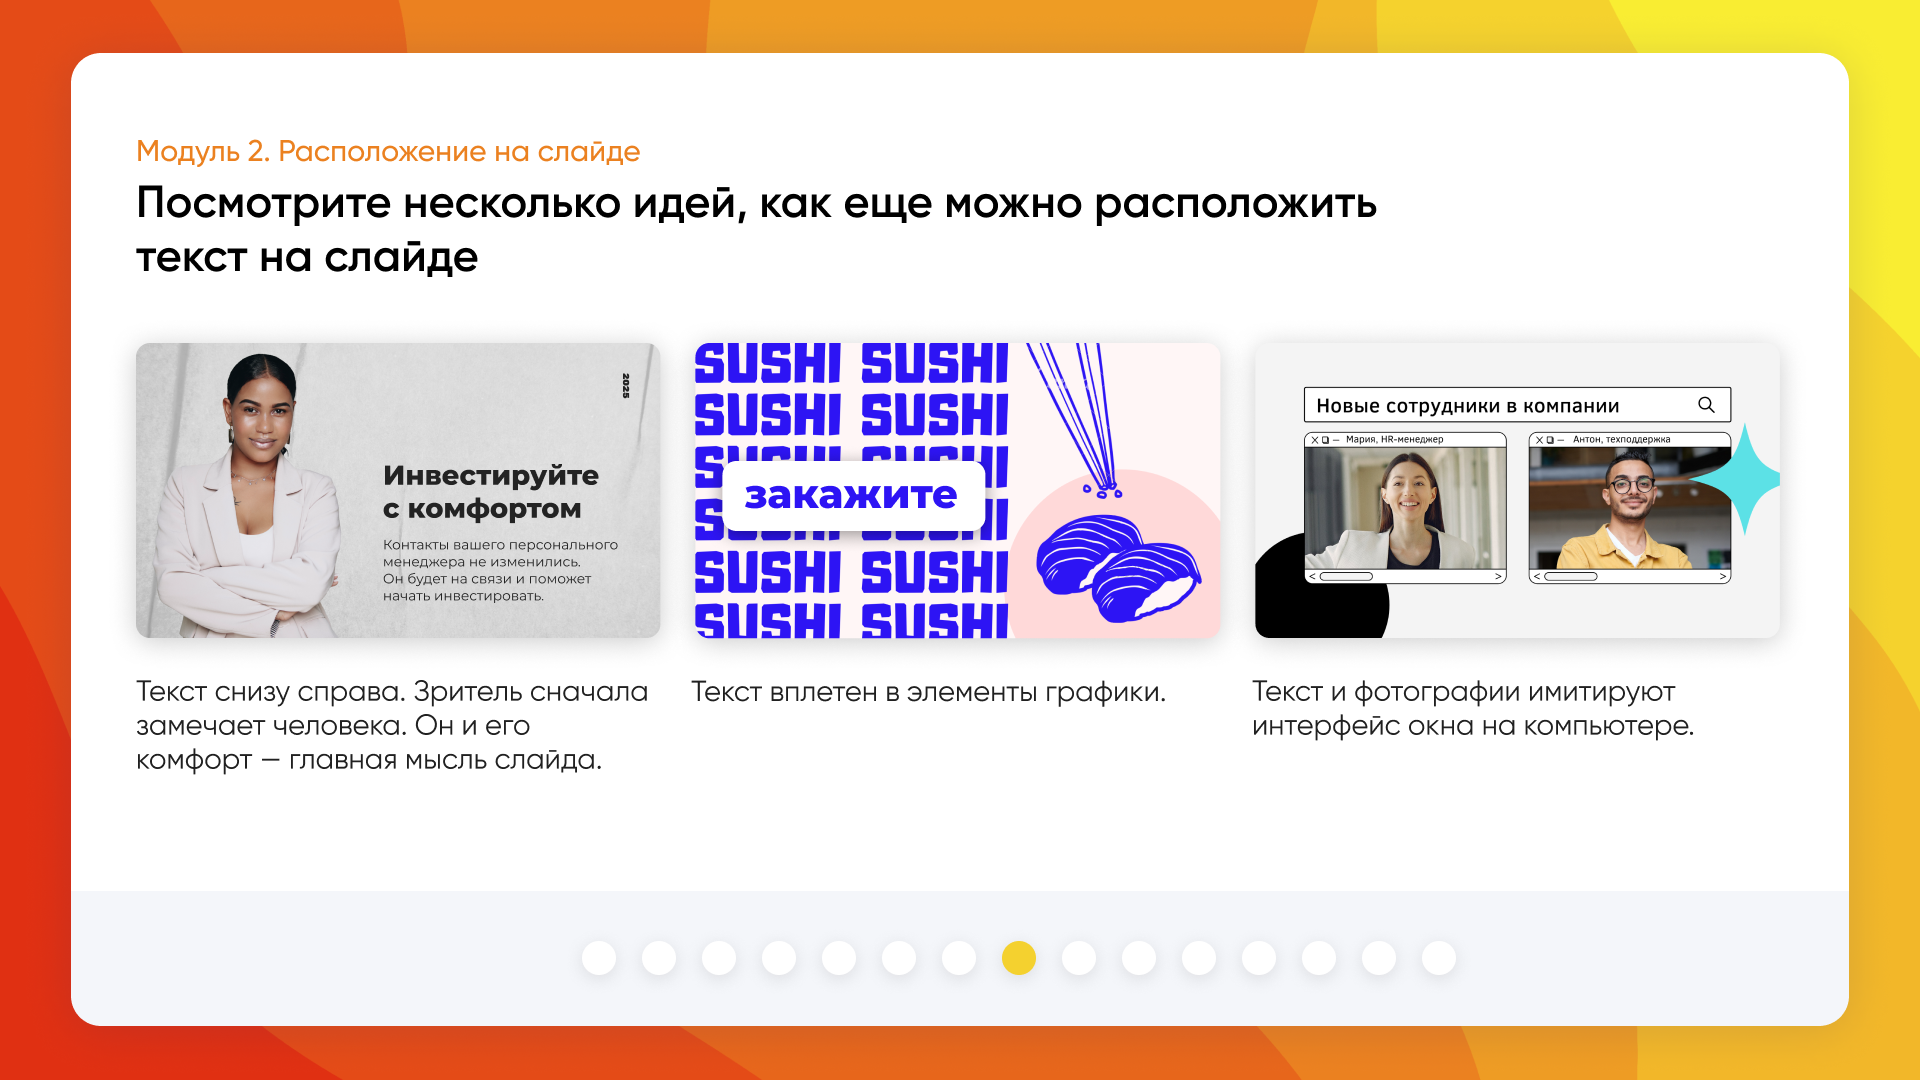 Модуль 2. Расположение на слайде
Посмотрите несколько идей, как еще можно расположить
текст на слайде
2025
Инвестируйте
с комфортом
Контакты вашего персонального
менеджера не изменились.
Он будет на связи и поможет
начать инвестировать.
SUSHI SUSHI
SUSHI SUSHI
S
закажите
S
SUSHI SUSHI
SUSHI SUSHI
Новые сотрудники в компании
Мария, HR-менеджер
Антон, техподдержка
Текст снизу справа. Зритель сначала
замечает человека. Он и его
комфорт — главная мысль слайда.
Текст вплетен в элементы графики.
Текст и фотографии имитируют
интерфейс окна на компьютере.